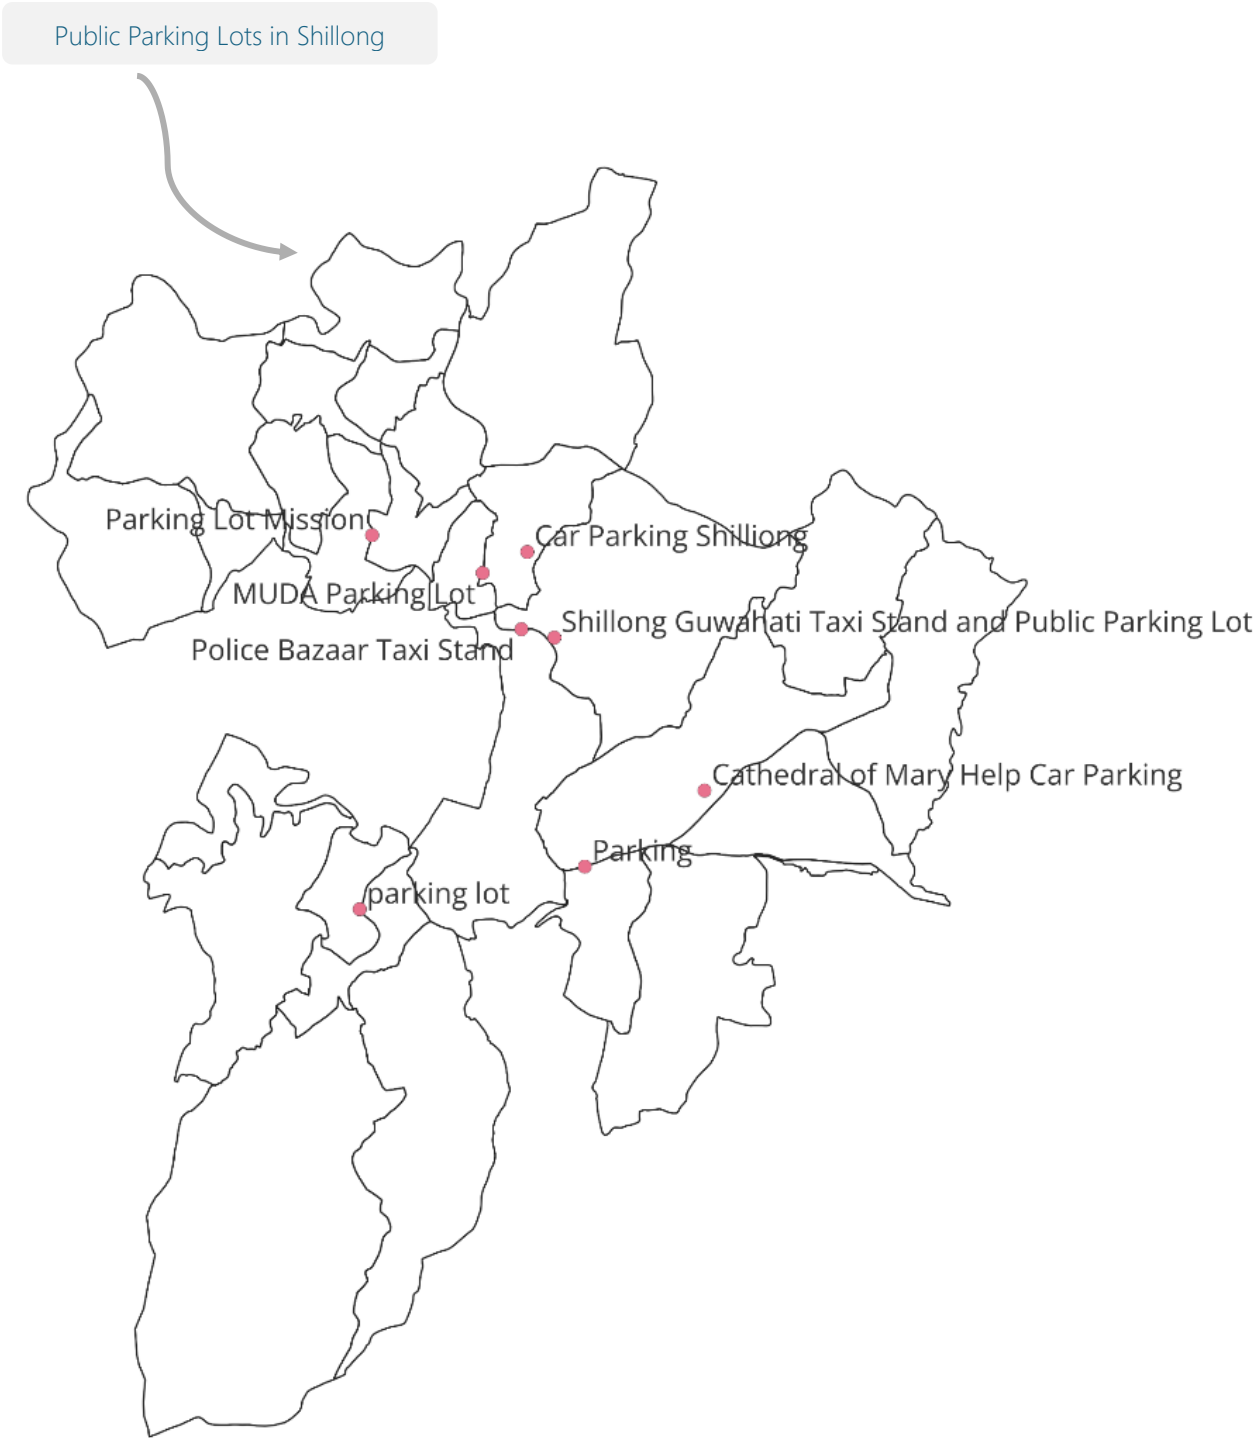 Public Parking Lots in Shillong
Parking Lot Mission
Car Parking Shilliong
MUDA Parking Lot
Shillong Guwahati Taxi Stand and Public Parking Lot
Police Bazaar Taxi Stand
Cathedral of Mary Help Car Parking
Parking
parking lot